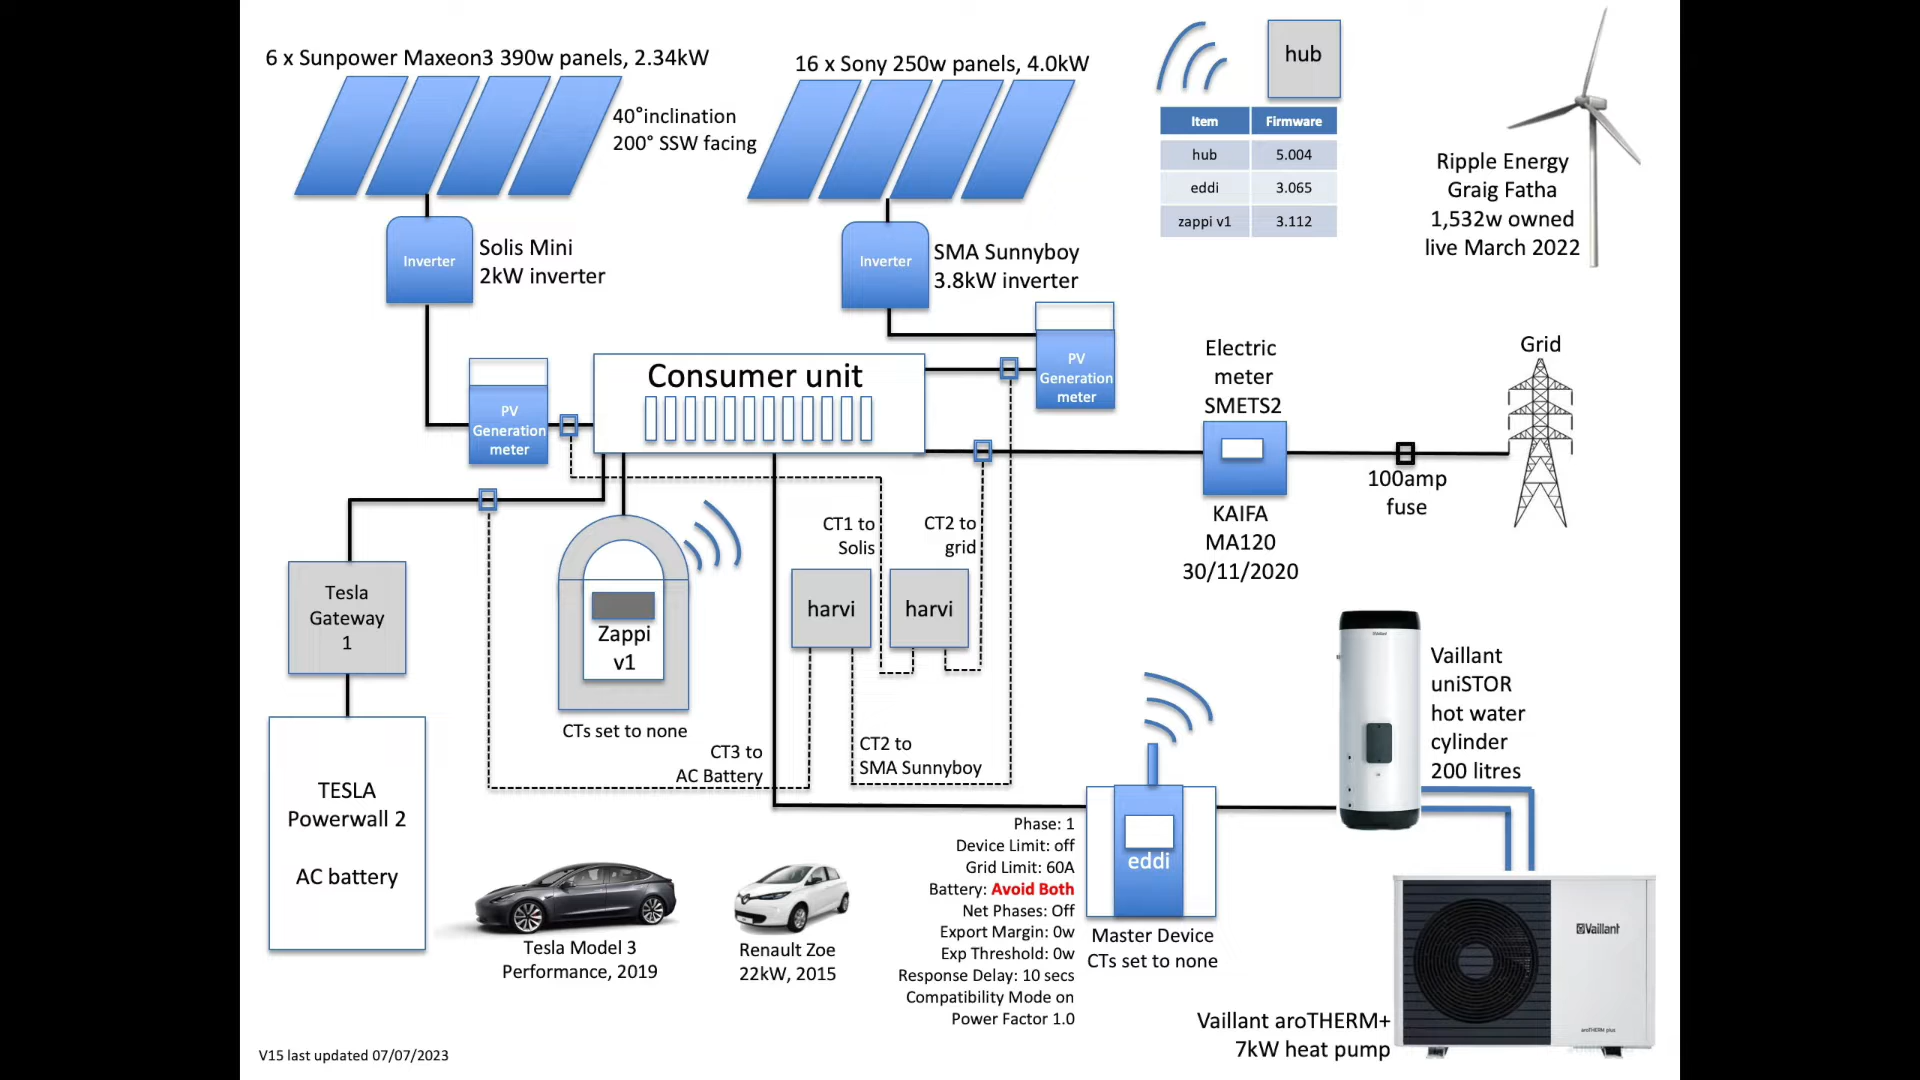 6 x Sunpower Maxeon3 390w panels, 2.34kW
16 x Sony 250w panels, 4.0kW
40°inclination
200° SSW facing
hub
Item Firmware
hub 5.004
eddi 3.065
zappi v1 3.112
Ripple Energy
Graig Fatha
1,532w owned
live March 2022
Inverter
Solis Mini
2kW inverter
Inverter
SMA Sunnyboy
3.8kW inverter
PV
Generation
meter
Consumer unit
PV
Generation
meter
Electric
meter
SMETS2
KAIFA
MA120
30/11/2020
100amp
fuse
Grid
Tesla
Gateway
1
TESLA
Powerwall 2
AC battery
Zappi
v1
CTs set to none
CT1 to
Solis
CT2 to
grid
harvi
harvi
CT3 to
AC Battery
CT2 to
SMA Sunnyboy
Vaillant
uniSTOR
hot water
cylinder
200 litres
eddi
Master Device
CTs set to none
Phase: 1
Device Limit: off
Grid Limit: 60A
Battery: Avoid Both
Net Phases: Off
Export Margin: 0w
Exp Threshold: 0w
Response Delay: 10 secs
Compatibility Mode on
Power Factor 1.0
Tesla Model 3
Performance, 2019
Renault Zoe
22kW, 2015
Vaillant
aroTHERM plus
Vaillant aroTHERM+
7kW heat pump
V15 last updated 07/07/2023